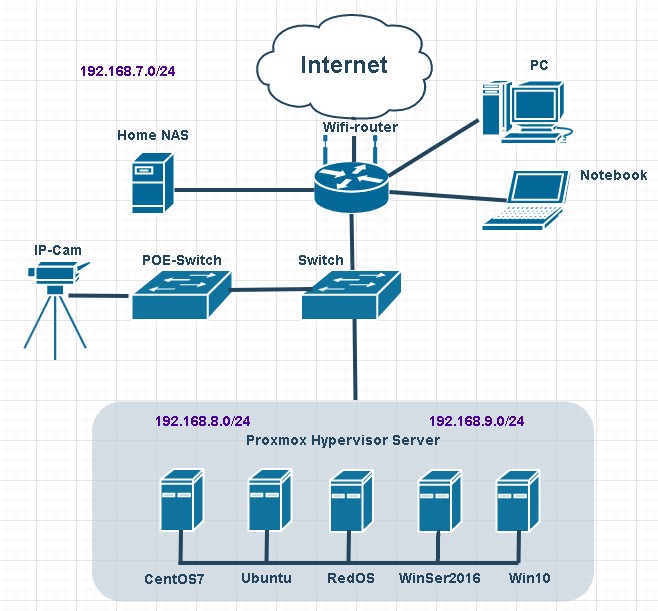 Internet
192.168.7.0/24
PC
Wifi-router
Home NAS
Notebook
IP-Cam
POE-Switch
Switch
192.168.8.0/24
192.168.9.0/24
Proxmox Hypervisor Server
CentOS7
Ubuntu
RedOS
WinSer2016
Win10